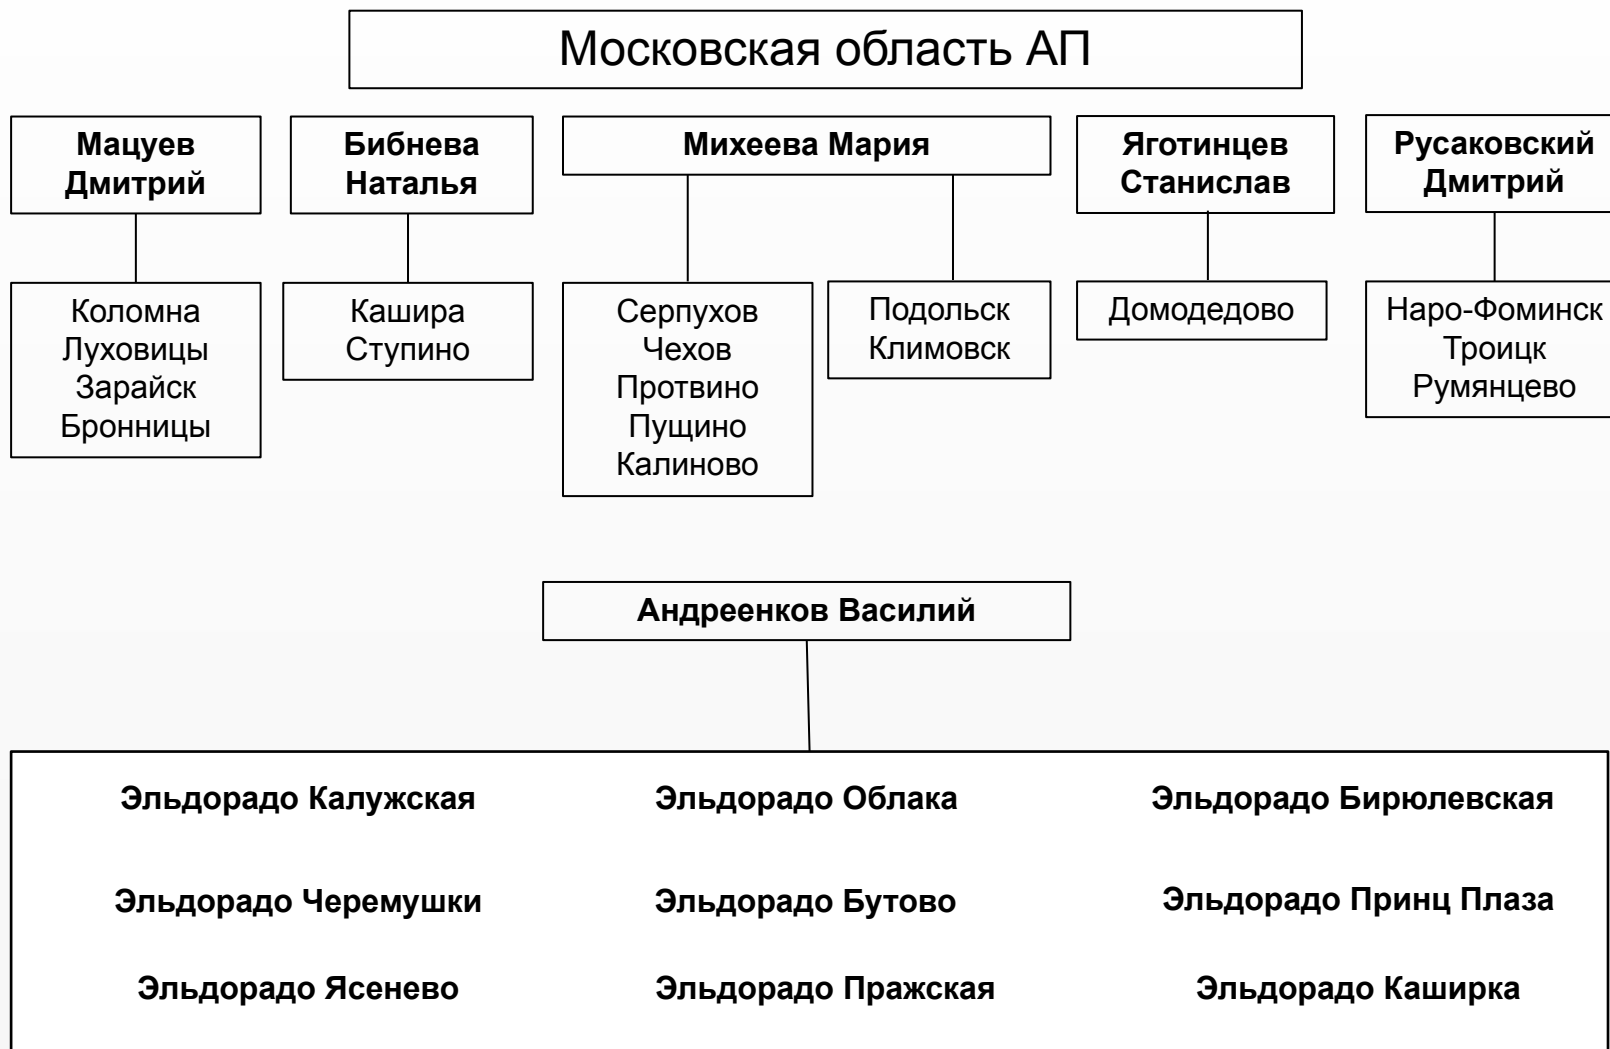 Московская область АП
Мацуев
Дмитрий
Бибнева
Наталья
Михеева Мария
Яготинцев
Станислав
Русаковский
Дмитрий
Коломна
Луховицы
Зарайск
Бронницы
Кашира
Ступино
Серпухов
Чехов
Протвино
Пущино
Калиново
Подольск
Климовск
Домодедово
Наро-Фоминск
Троицк
Румянцево
Андреенков Василий
Эльдорадо Калужская
Эльдорадо Облака
Эльдорадо Бирюлевская
Эльдорадо Черемушки
Эльдорадо Бутово
Эльдорадо Принц Плаза
Эльдорадо Ясенево
Эльдорадо Пражская
Эльдорадо Каширка